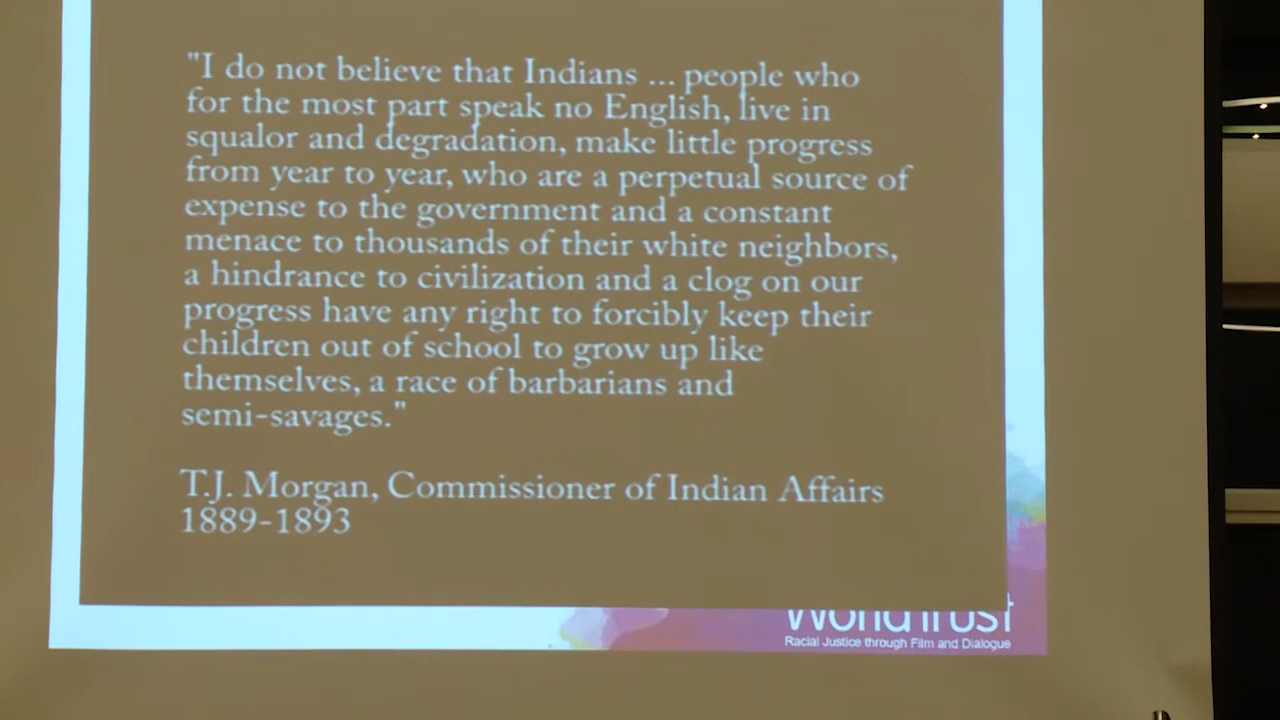 "I do not believe that Indians ... people who
for the most part speak no English, live in
squalor and degradation, make little progress
from year to year, who are a perpetual source of
expense to the government and a constant
menace to thousands of their white neighbors,
a hindrance to civilization and a clog on our
progress have any right to forcibly keep their
children out of school to grow up like
themselves, a race of barbarians and
semi-savages."
T.J. Morgan, Commissioner of Indian Affairs
1889-1893
World Trust
Racial Justice through Film and Dialogue